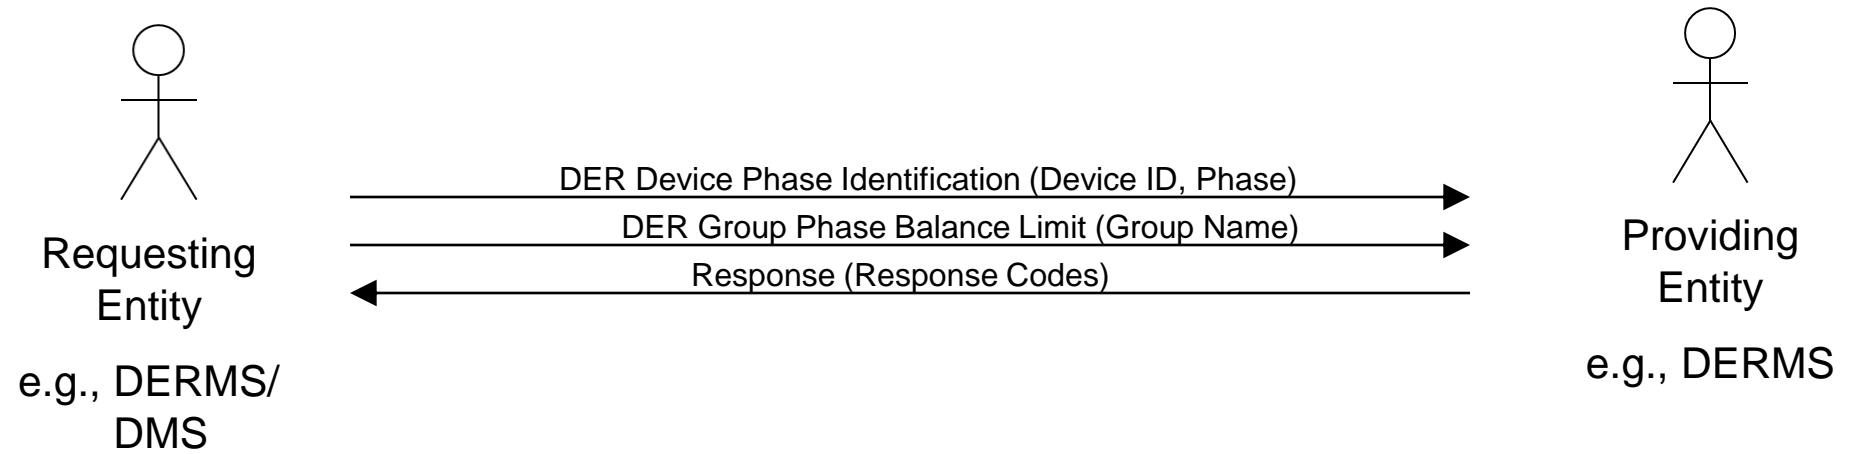 DER Device Phase Identification (Device ID, Phase)
DER Group Phase Balance Limit (Group Name)
Response (Response Codes)
Requesting
Entity
e.g., DERMS/
DMS
Providing
Entity
e.g., DERMS